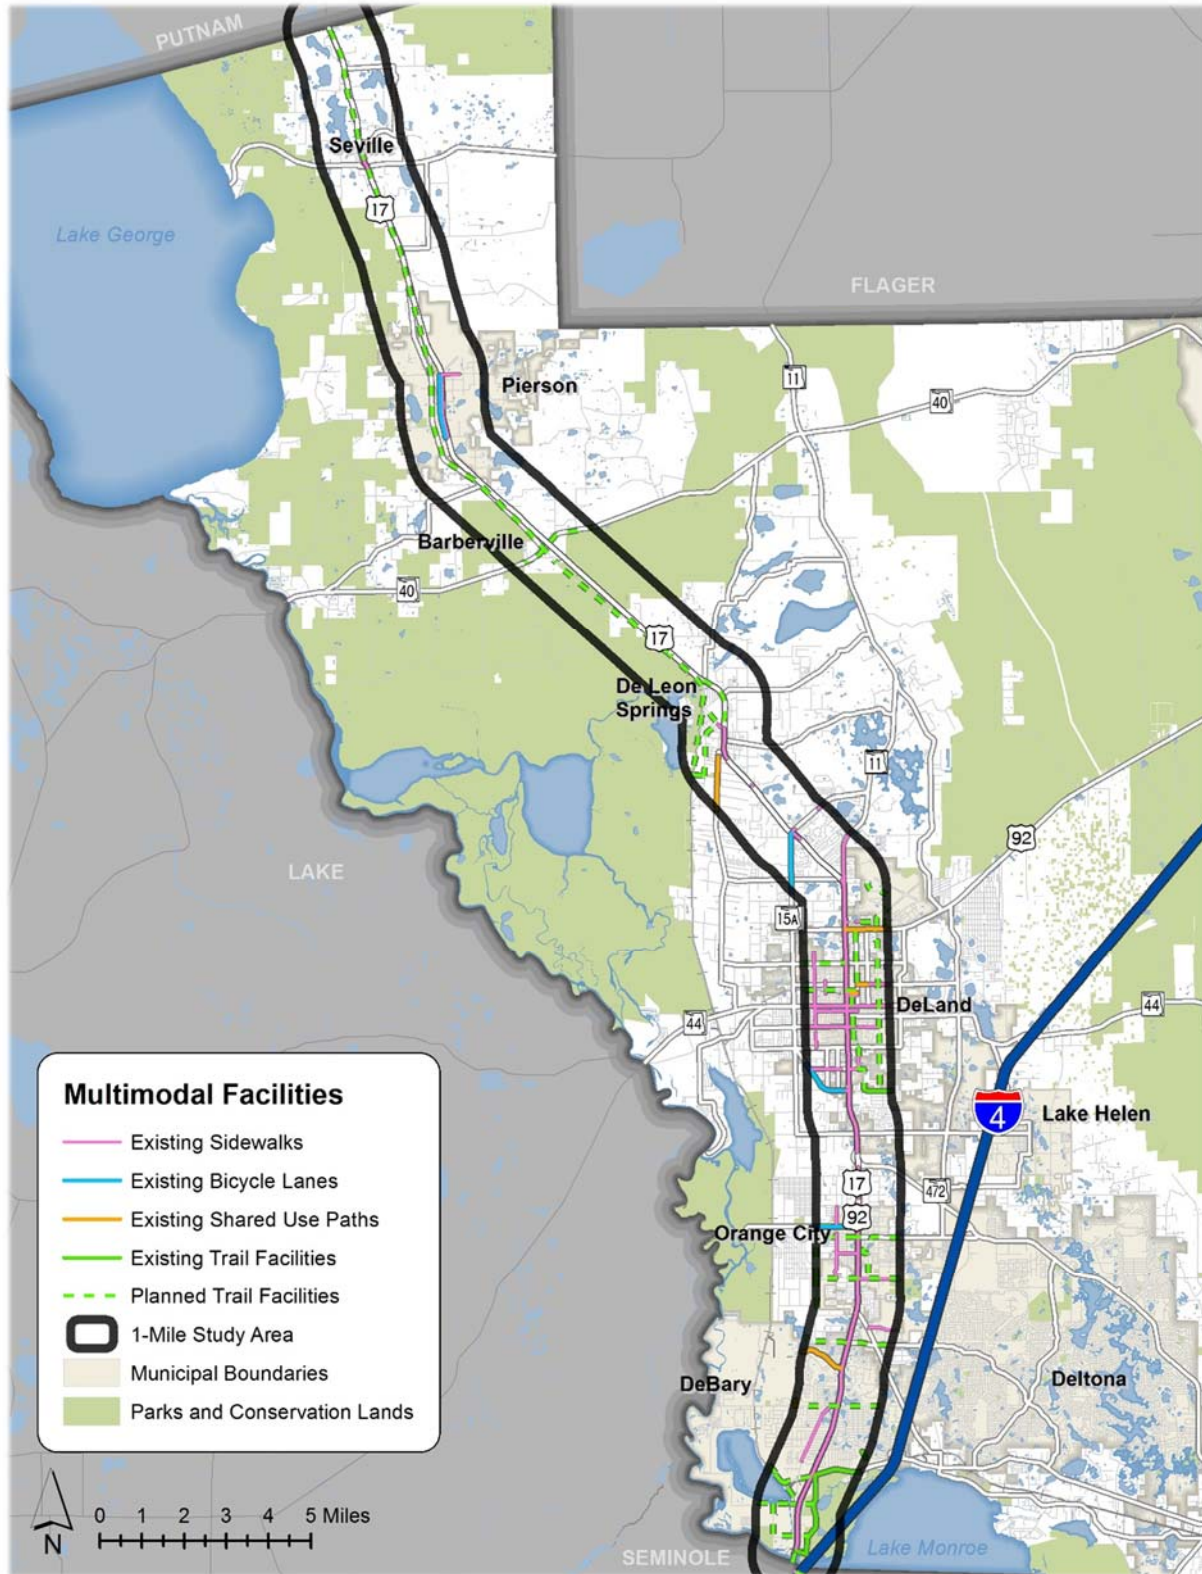 PUTNAM
Seville
17
Lake George
FLAGER
Pierson
11
40
Barberville
40
17
De Leon
Springs
11
92
LAKE
15A
DeLand
44
44
4
Lake Helen
17
472
92
Orange City
DeBary
Deltona
Multimodal Facilities
Existing Sidewalks
Existing Bicycle Lanes
Existing Shared Use Paths
Existing Trail Facilities
Planned Trail Facilities
1-Mile Study Area
Municipal Boundaries
Parks and Conservation Lands
N
0 1 2 3 4 5 Miles
SEMINOLE
Lake Monroe